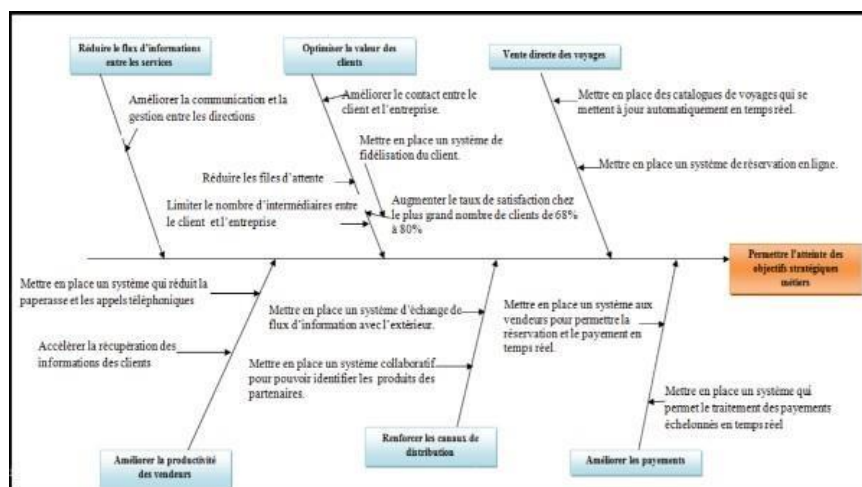 Réduire le flux d'informations
entre les services
Optimiser la valeur des
clients
Vente directe des voyages
Améliorer la communication et la
gestion entre les directions
Améliorer le contact entre le
client et l'entreprise.
Mettre en place un système de
fidélisation du client.
Réduire les files d'attente
Limiter le nombre d'intermédiaires entre
le client et l'entreprise
Augmenter le taux de satisfaction chez
le plus grand nombre de clients de 68%
à 80%
Mettre en place des catalogues de voyages qui se
mettent à jour automatiquement en temps réel.
Mettre en place un système de réservation en ligne.
Permettre l'atteinte des
objectifs stratégiques
métiers
Mettre en place un système qui réduit la
paperasse et les appels téléphoniques
Accélérer la récupération des
informations des clients
Mettre en place un système d'échange de
flux d'information avec l'extérieur.
Mettre en place un système collaboratif
pour pouvoir identifier les produits des
partenaires.
Mettre en place un système aux
vendeurs pour permettre la
réservation et le payement en
temps réel.
Mettre en place un système qui
permet le traitement des payements
échelonnés en temps réel
Améliorer la productivité
des vendeurs
Renforcer les canaux de
distribution
Améliorer les payements